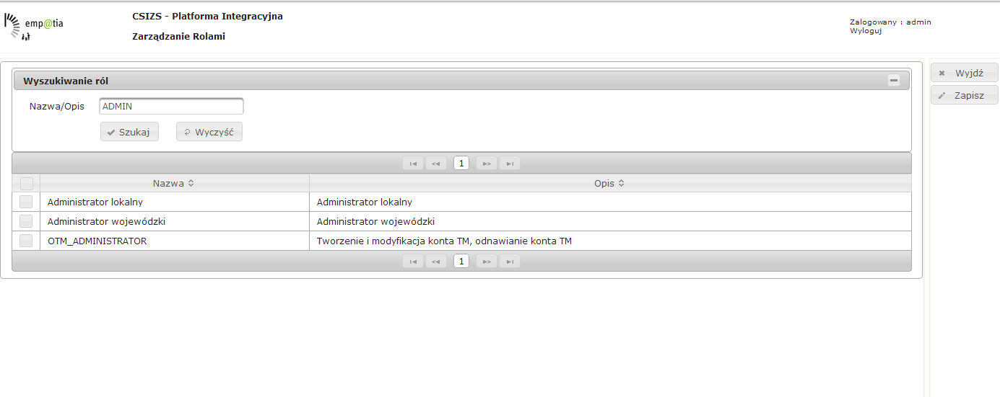 emp@tia
CSIZS - Platforma Integracyjna
Zarządzanie Rolami
Zalogowany : admin
Wyloguj
Wyszukiwanie ról
Nazwa/Opis ADMIN
Szukaj Wyczyść
1
Nazwa Opis
Administrator lokalny Administrator lokalny
Administrator wojewódzki Administrator wojewódzki
OTM_ADMINISTRATOR Tworzenie i modyfikacja konta TM, odnawianie konta TM
1
Wyjdź
Zapisz